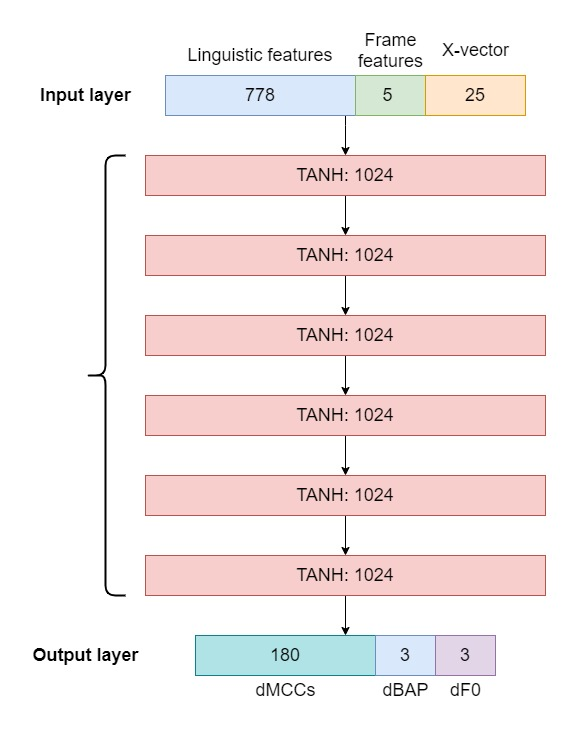 Linguistic features
Frame
features
X-vector
Input layer
778
5
25
TANH: 1024
TANH: 1024
TANH: 1024
TANH: 1024
TANH: 1024
TANH: 1024
Output layer
180
3
3
dMCCs
dBAP
dF0